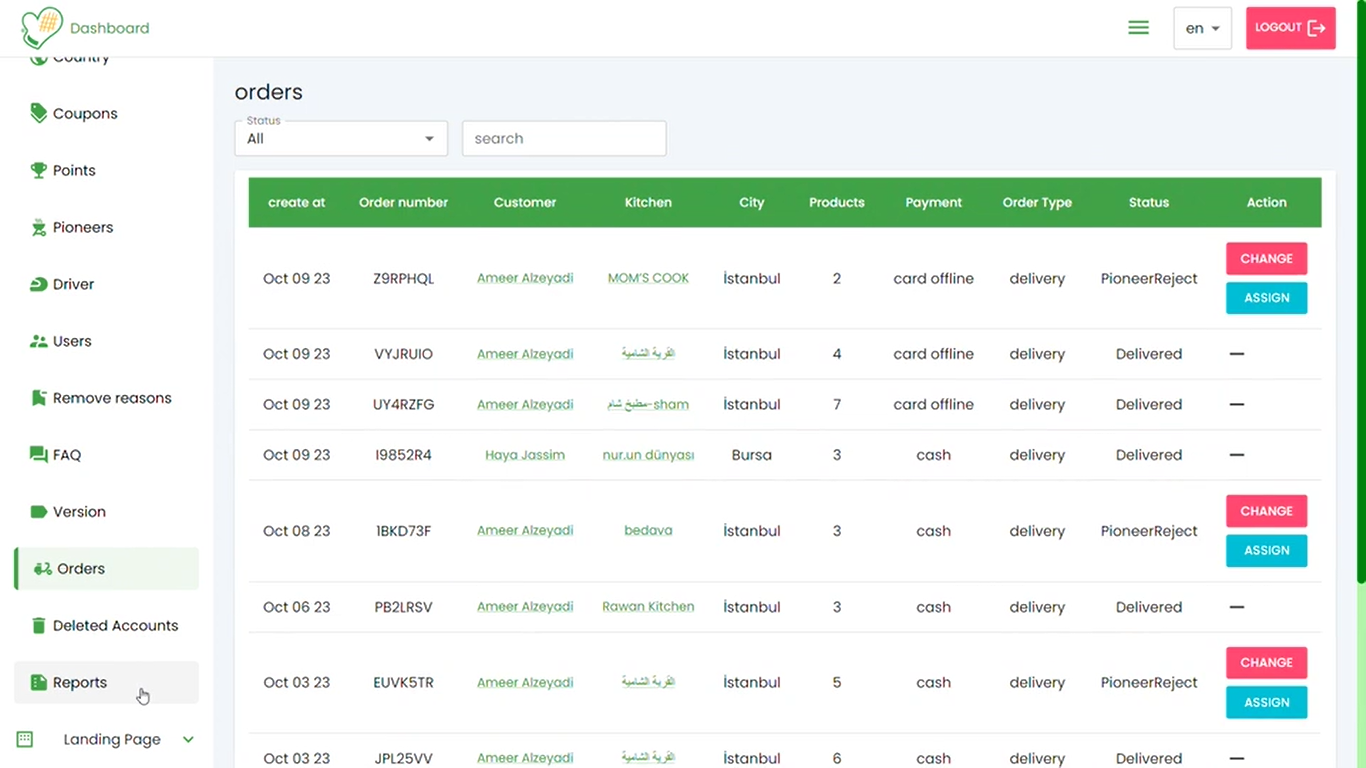 Dashboard
en
LOGOUT
Country
Coupons
Points
Pioneers
Driver
Users
Remove reasons
FAQ
Version
Orders
Deleted Accounts
Reports
Landing Page
orders
Status
All
search
create at Order number Customer Kitchen City Products Payment Order Type Status Action
Oct 09 23 Z9RPHQL Ameer Alzeyadi MOM'S COOK İstanbul 2 card offline delivery PioneerReject CHANGE
ASSIGN
Oct 09 23 VYJRUIO Ameer Alzeyadi القرية الشامية İstanbul 4 card offline delivery Delivered —
Oct 09 23 UY4RZFG Ameer Alzeyadi مطبخ شام-sham İstanbul 7 card offline delivery Delivered —
Oct 09 23 I9852R4 Haya Jassim nur.un dünyası Bursa 3 cash delivery Delivered —
Oct 08 23 1BKD73F Ameer Alzeyadi bedava İstanbul 3 cash delivery PioneerReject CHANGE
ASSIGN
Oct 06 23 PB2LRSV Ameer Alzeyadi Rawan Kitchen İstanbul 3 cash delivery Delivered —
Oct 03 23 EUVK5TR Ameer Alzeyadi القرية الشامية İstanbul 5 cash delivery PioneerReject CHANGE
ASSIGN
Oct 03 23 JPL25VV Ameer Alzeyadi القرية الشامية İstanbul 6 cash delivery Delivered —